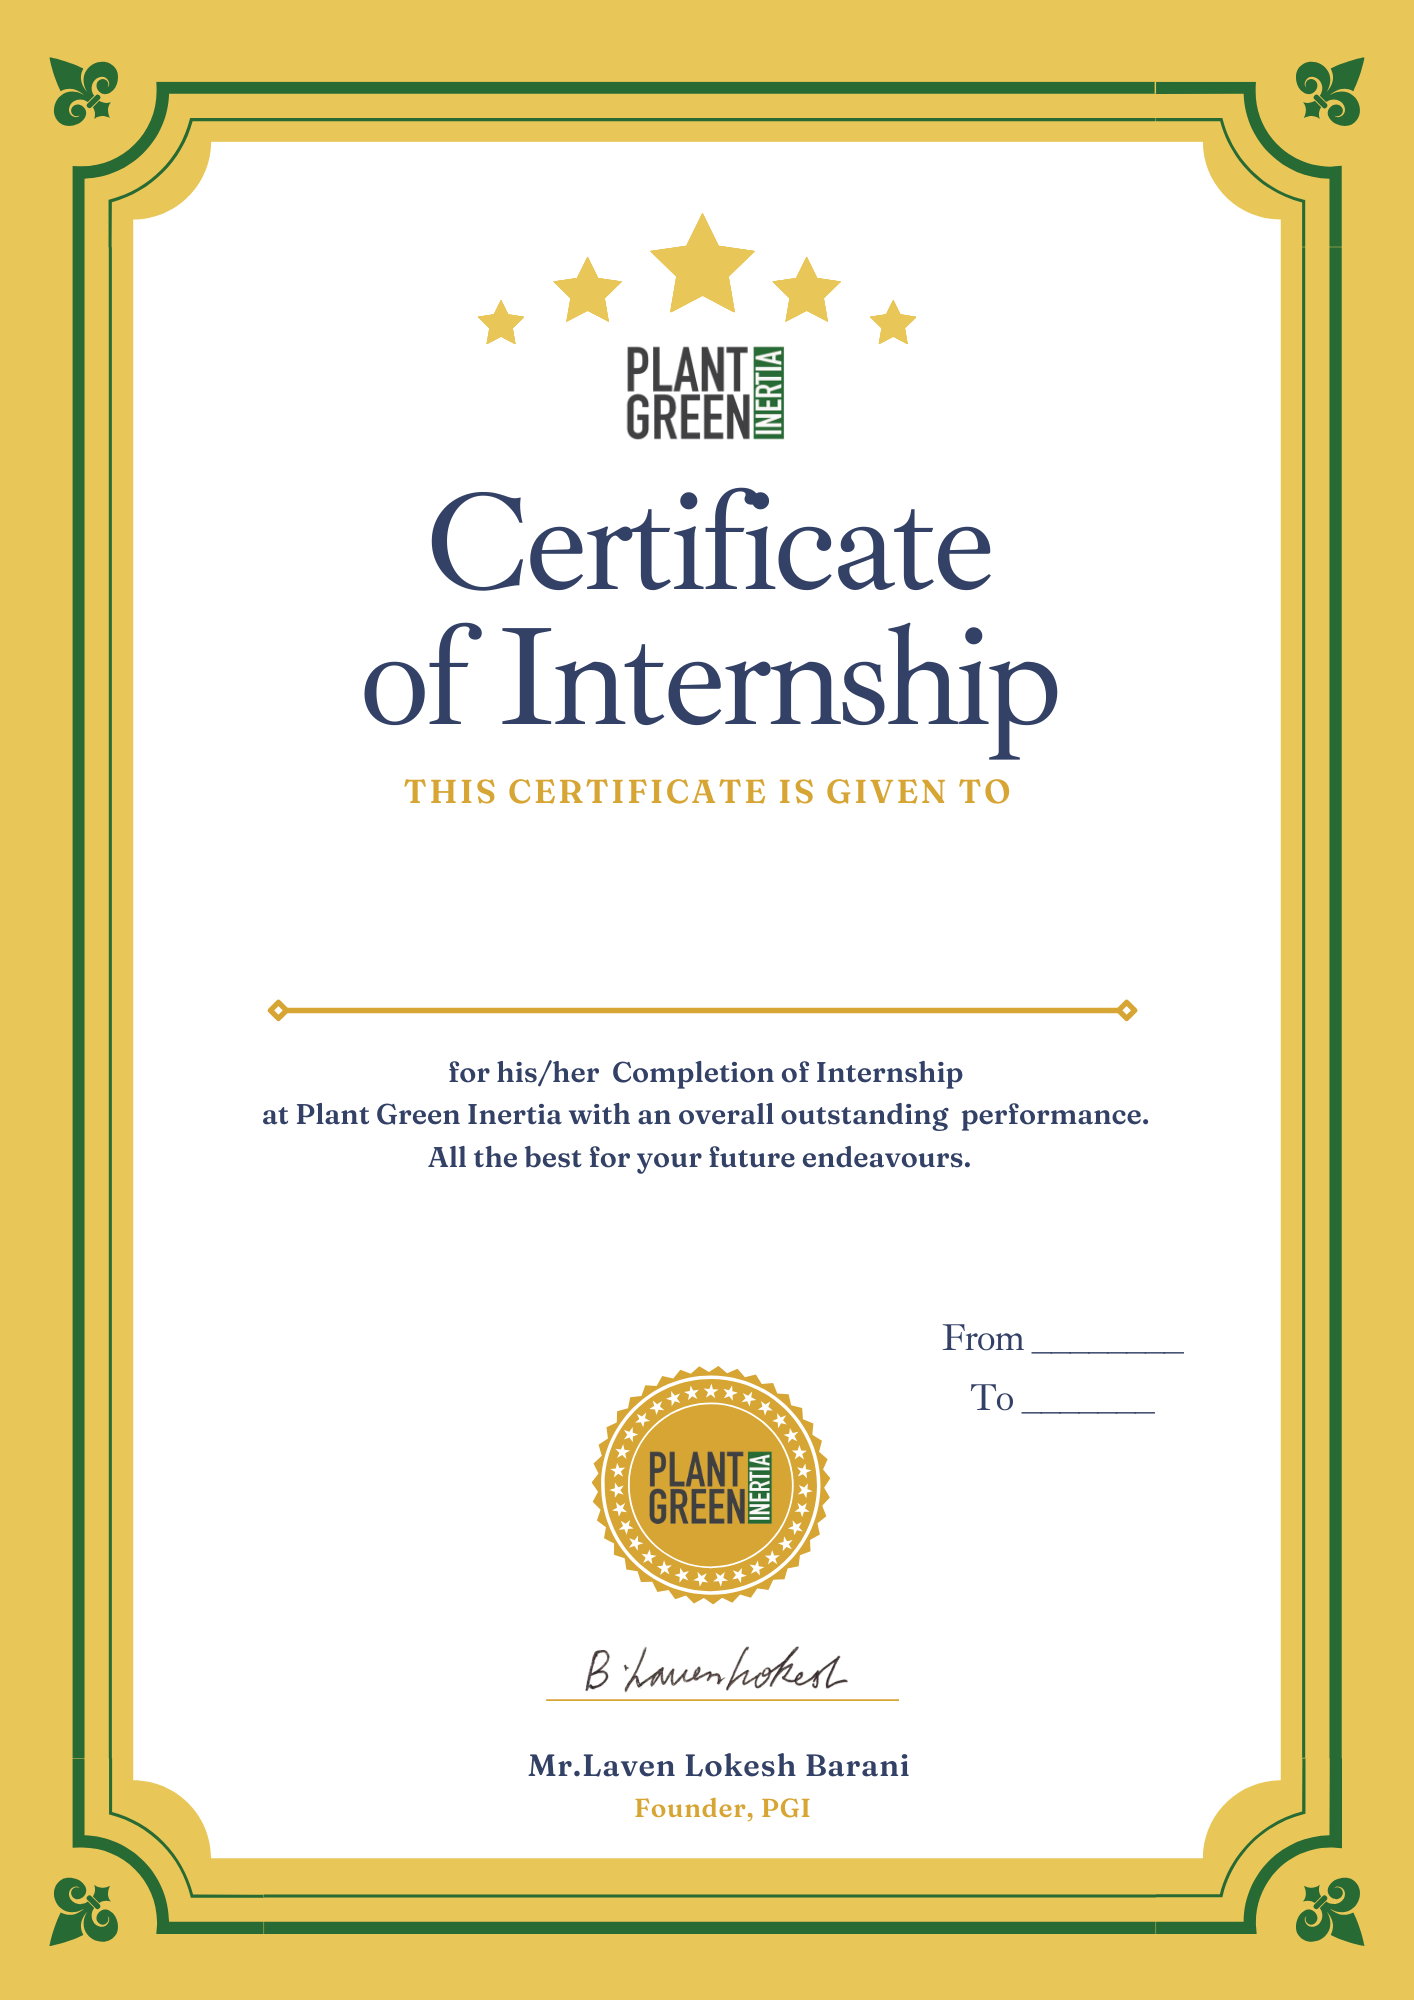 PLANT
GREEN
INERTIA
Certificate
of Internship
THIS CERTIFICATE IS GIVEN TO
for his/her  Completion of Internship
at Plant Green Inertia with an overall outstanding  performance.
All the best for your future endeavours.
From ________
To _______
PLANT
GREEN
INERTIA
B. Laven Lokesh
Mr.Laven Lokesh Barani
Founder, PGI